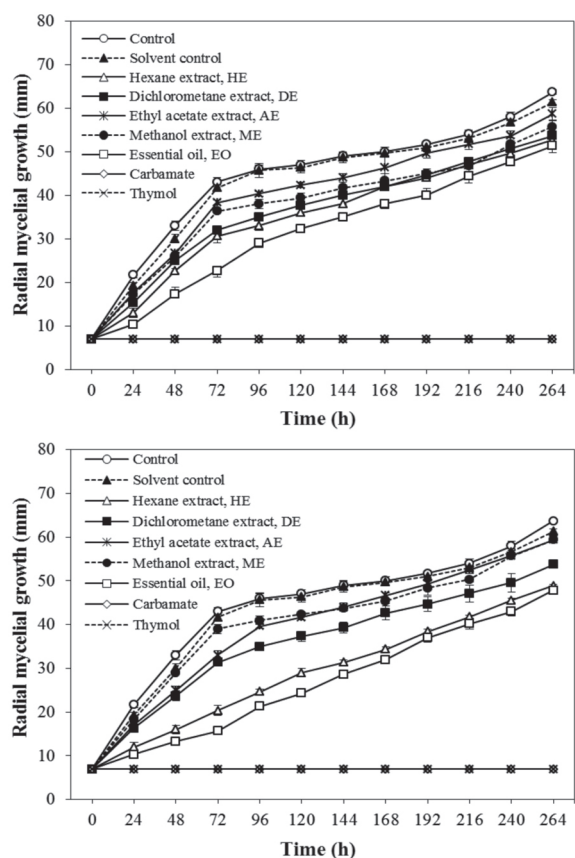 Radial mycelial growth (mm)
80
70
60
50
40
30
20
10
0
Control
Solvent control
Hexane extract, HE
Dichlorometane extract, DE
Ethyl acetate extract, AE
Methanol extract, ME
Essential oil, EO
Carbamate
Thymol
0 24 48 72 96 120 144 168 192 216 240 264
Time (h)
Radial mycelial growth (mm)
80
70
60
50
40
30
20
10
0
Control
Solvent control
Hexane extract, HE
Dichlorometane extract, DE
Ethyl acetate extract, AE
Methanol extract, ME
Essential oil, EO
Carbamate
Thymol
0 24 48 72 96 120 144 168 192 216 240 264
Time (h)